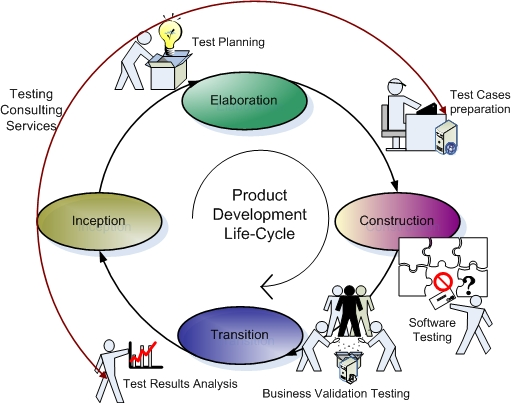 Test Planning
Testing
Consulting
Services
Elaboration
Test Cases
preparation
Product
Development
Life-Cycle
Inception
Construction
?
Software
Testing
Transition
Test Results Analysis
Business Validation Testing